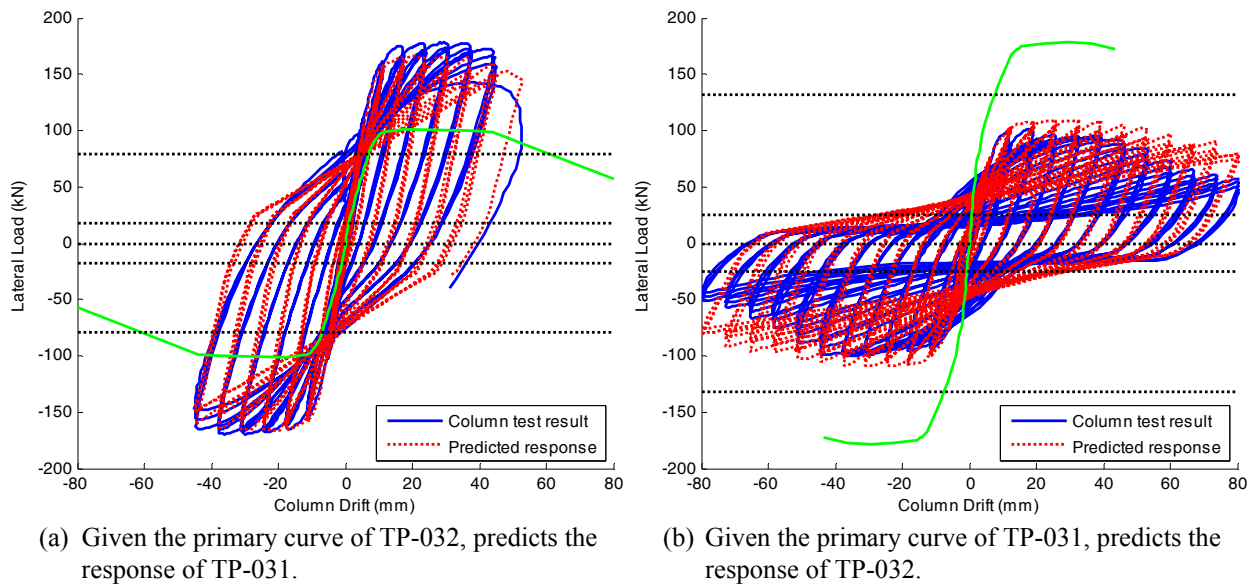 (a)
200
150
100
50
0
-50
-100
-150
-200
Lateral Load (kN)
-80 -60 -40 -20 0 20 40 60 80
Column Drift (mm)
Column test result
Predicted response
(a) Given the primary curve of TP-032, predicts the
response of TP-031.
(b)
200
150
100
50
0
-50
-100
-150
-200
Lateral Load (kN)
-80 -60 -40 -20 0 20 40 60 80
Column Drift (mm)
Column test result
Predicted response
(b) Given the primary curve of TP-031, predicts the
response of TP-032.